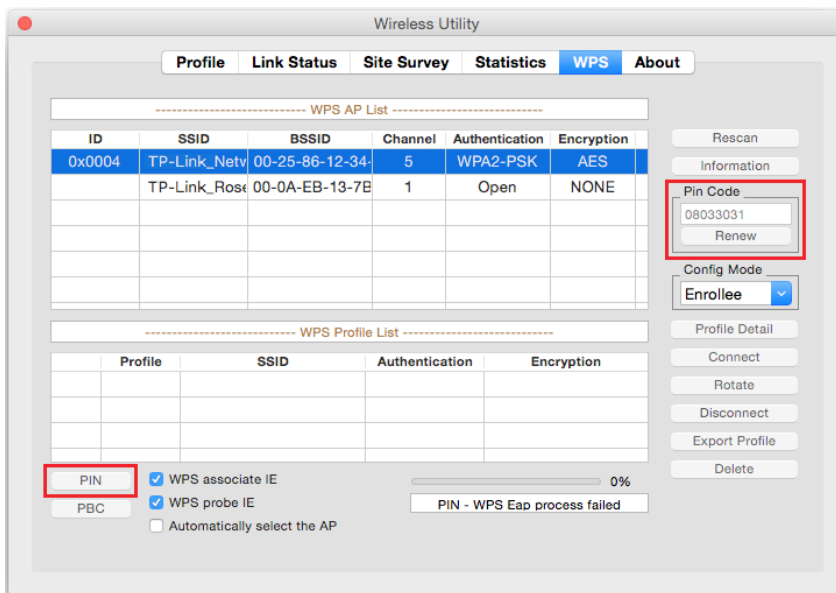 Wireless Utility
Profile Link Status Site Survey Statistics WPS About
---------------------------- WPS AP List ----------------------------
ID SSID BSSID Channel Authentication Encryption
0x0004 TP-Link_Netw 00-25-86-12-34- 5 WPA2-PSK AES
TP-Link_Rose 00-0A-EB-13-7B 1 Open NONE
Rescan
Information
Pin Code
08033031
Renew
Config Mode
Enrollee
---------------------------- WPS Profile List ----------------------------
Profile SSID Authentication Encryption
Profile Detail
Connect
Rotate
Disconnect
Export Profile
Delete
PIN
PBC
WPS associate IE
WPS probe IE
Automatically select the AP
0%
PIN - WPS Eap process failed